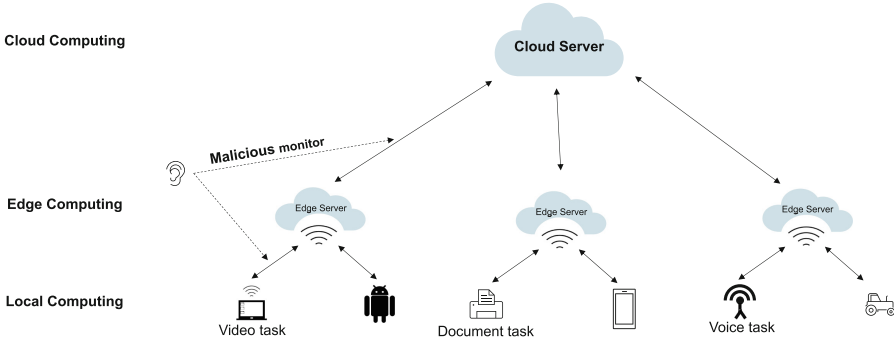 Cloud Computing
Cloud Server
Malicious monitor
Edge Computing
Edge Server
Edge Server
Edge Server
Local Computing
Video task
Document task
Voice task